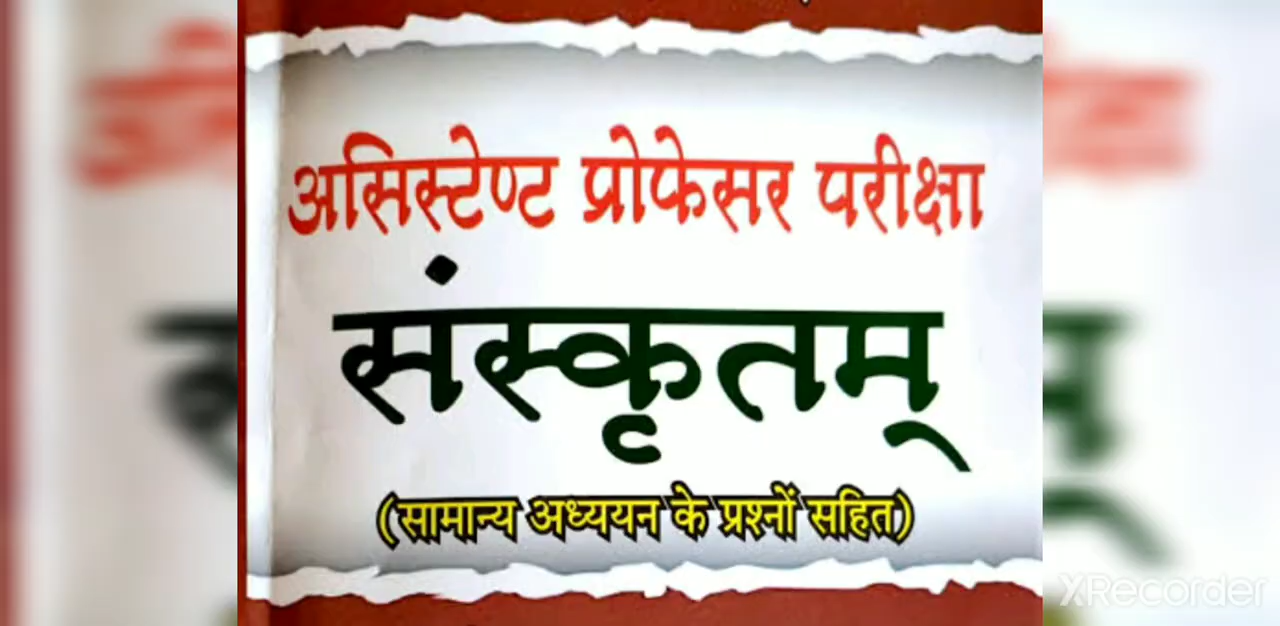 असिस्टेण्ट प्रोफेसर परीक्षा
संस्कृतम्
(सामान्य अध्ययन के प्रश्नों सहित)
XRecorder